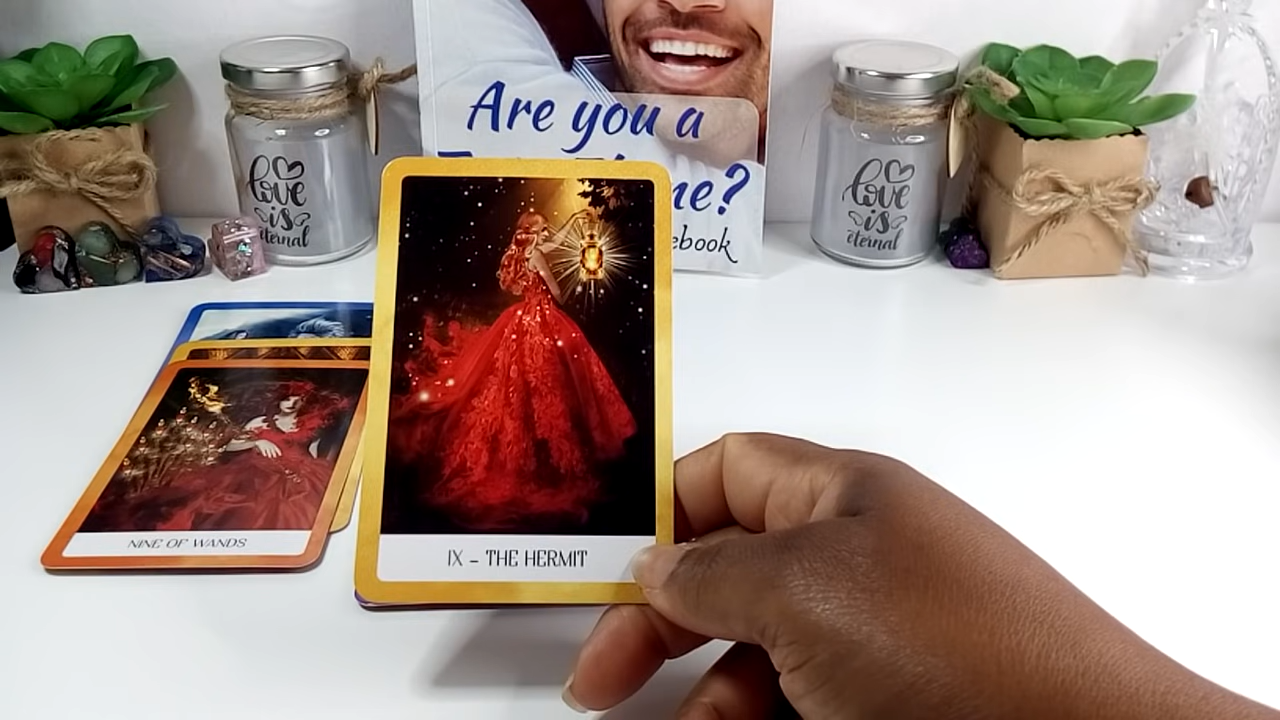 Are you a
me?
ebook
love
is
eternal
love
is
eternal
NINE OF WANDS
IX - THE HERMIT